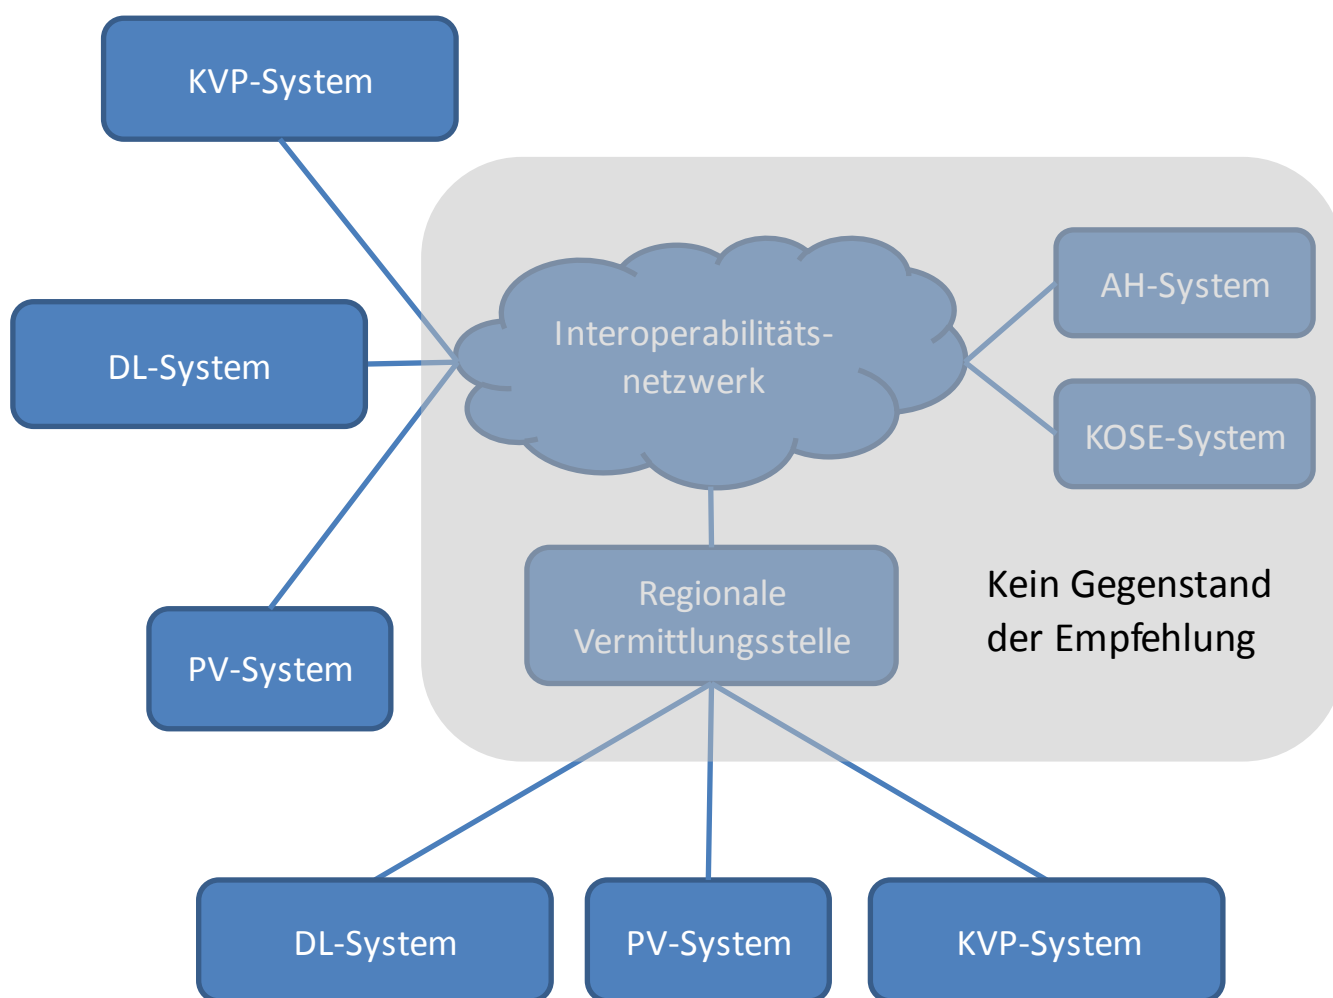 KVP-System
DL-System
PV-System
Interoperabilitäts-
netzwerk
AH-System
KOSE-System
Regionale
Vermittlungsstelle
Kein Gegenstand
der Empfehlung
DL-System
PV-System
KVP-System